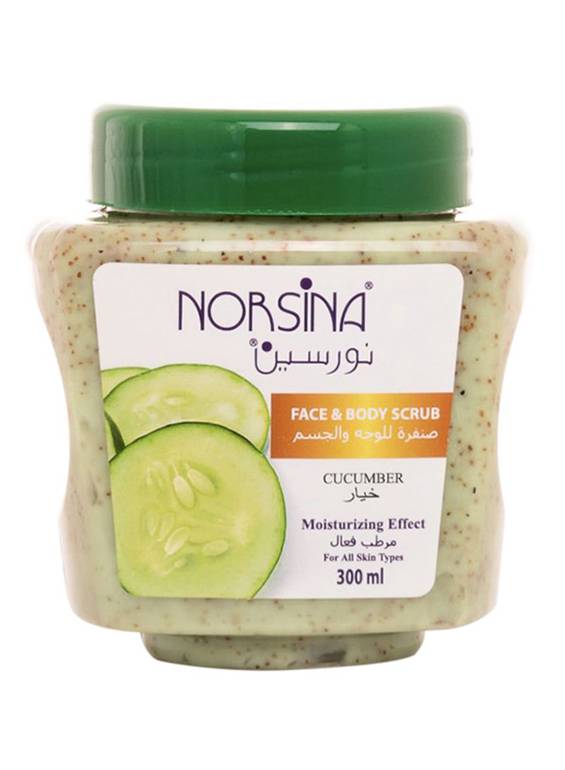 NORSINA®
نورسين®
FACE & BODY SCRUB
صنفرة للوجه والجسم
CUCUMBER
خيار
Moisturizing Effect
مرطب فعال
For All Skin Types
300 ml